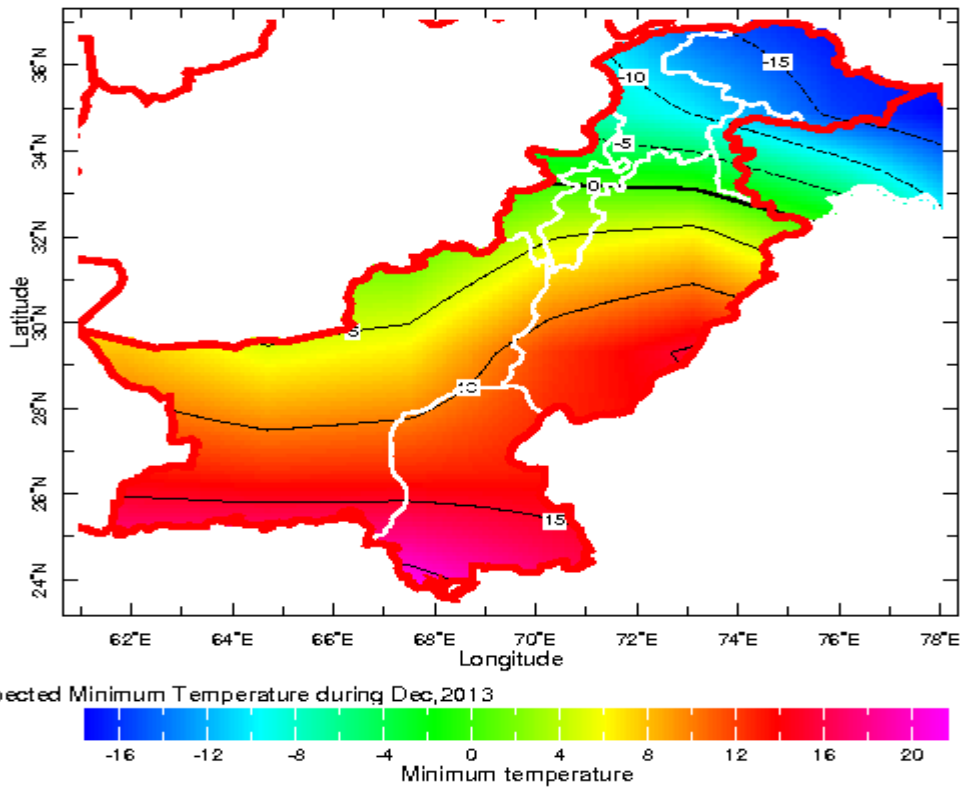 36°N
34°N
32°N
30°N
28°N
26°N
24°N
Latitude
-15
-10
-5
0
5
10
15
62°E 64°E 66°E 68°E 70°E 72°E 74°E 76°E 78°E
Longitude
pected Minimum Temperature during Dec,2013
-16 -12 -8 -4 0 4 8 12 16 20
Minimum temperature